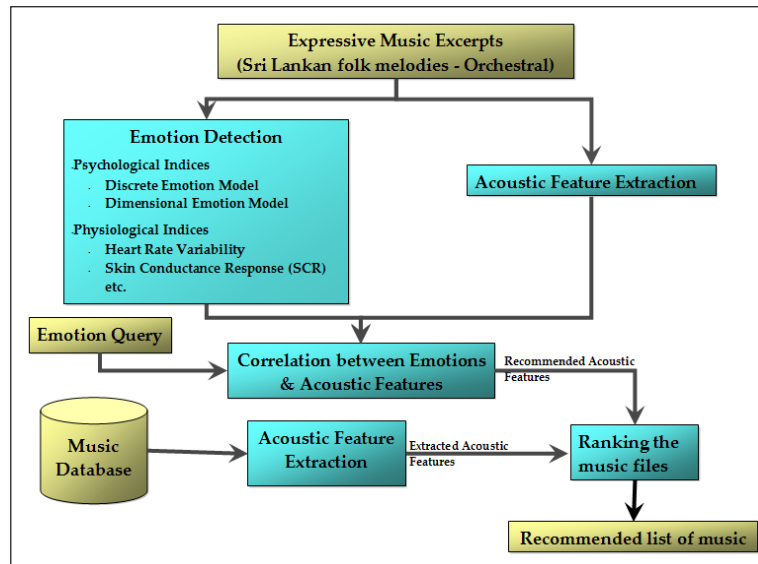 Expressive Music Excerpts
(Sri Lankan folk melodies - Orchestral)
Emotion Detection
Psychological Indices
Discrete Emotion Model
Dimensional Emotion Model
Physiological Indices
Heart Rate Variability
Skin Conductance Response (SCR)
etc.
Acoustic Feature Extraction
Emotion Query
Correlation between Emotions
& Acoustic Features
Recommended Acoustic
Features
Music
Database
Acoustic Feature
Extraction
Extracted Acoustic
Features
Ranking the
music files
Recommended list of music